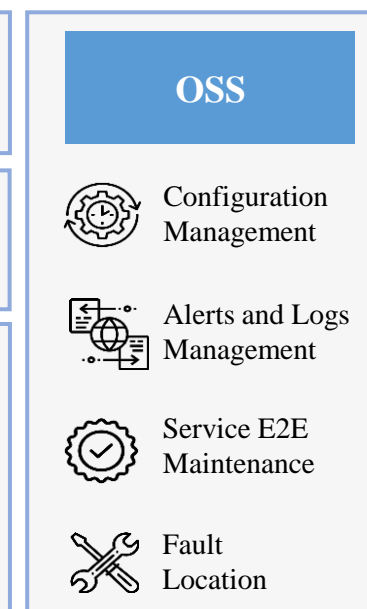 OSS
Configuration
Management
Alerts and Logs
Management
Service E2E
Maintenance
Fault
Location